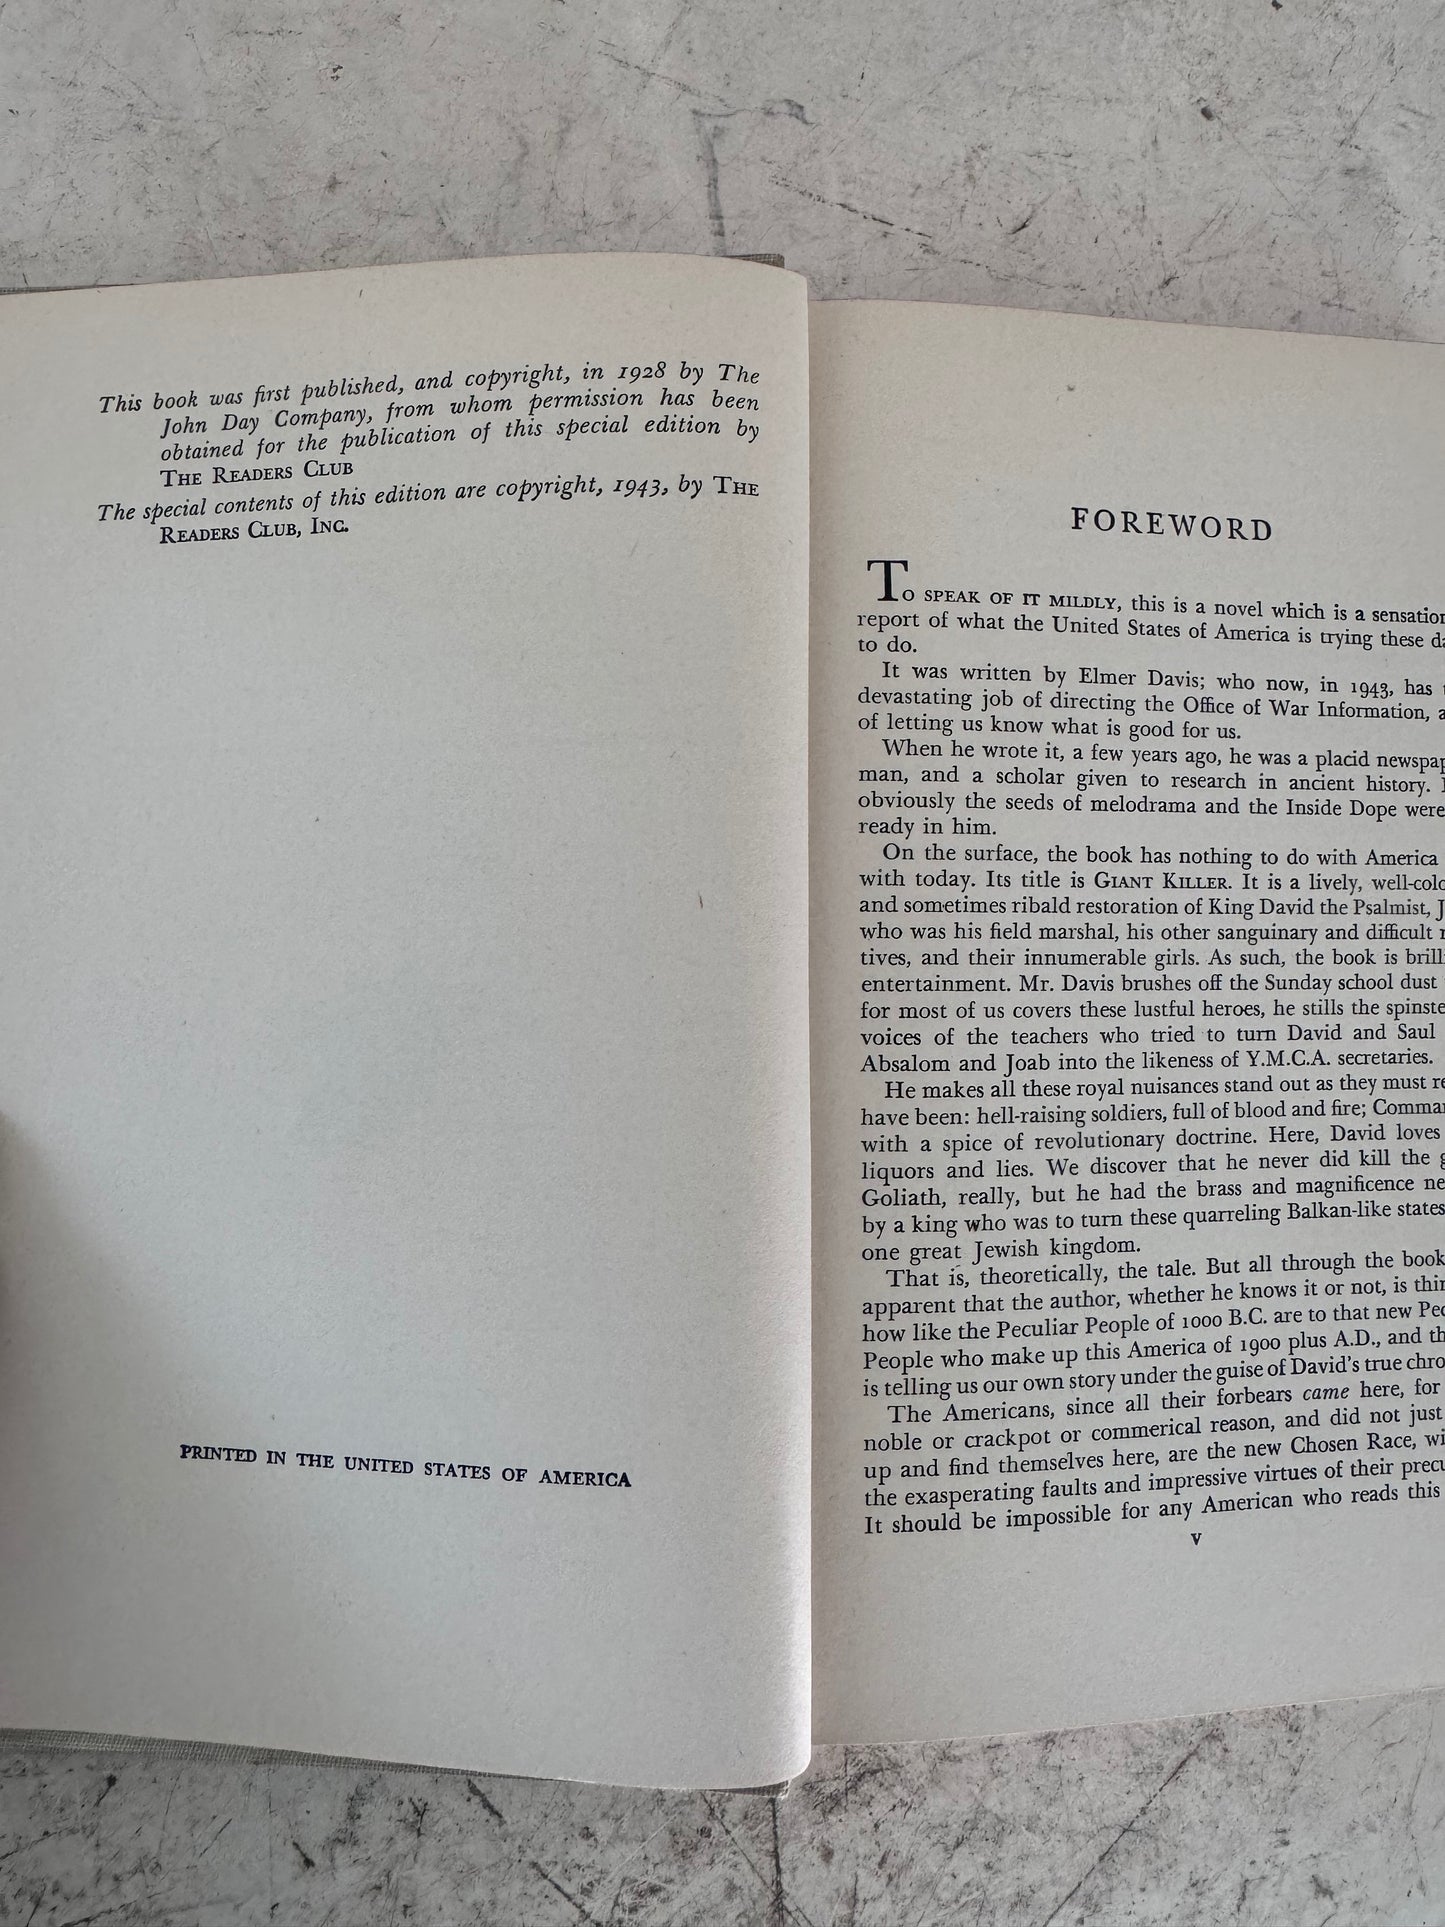 This book was first published, and copyright, in 1928 by The
John Day Company, from whom permission has been
obtained for the publication of this special edition by
THE READERS CLUB
The special contents of this edition are copyright, 1943, by THE
READERS CLUB, INC.
PRINTED IN THE UNITED STATES OF AMERICA
FOREWORD
TO SPEAK OF IT MILDLY, this is a novel which is a
report of what the United States of America is trying these
to do.
It was written by Elmer Davis; who now, in 1943, has
devastating job of directing the Office of War Information,
of letting us know what is good for us.
When he wrote it, a few years ago, he was a placid
man, and a scholar given to research in ancient history.
obviously the seeds of melodrama and the Inside Dope were
ready in him.
On the surface, the book has nothing to do with America
with today. Its title is GIANT KILLER. It is a lively,
and sometimes ribald restoration of King David the Psalmist,
who was his field marshal, his other sanguinary and difficult
tives, and their innumerable girls. As such, the book is
entertainment. Mr. Davis brushes off the Sunday school dust
for most of us covers these lustful heroes, he stills the
voices of the teachers who tried to turn David and Saul
Absalom and Joab into the likeness of Y.M.C.A. secretaries.
He makes all these royal nuisances stand out as they must
have been: hell-raising soldiers, full of blood and fire;
with a spice of revolutionary doctrine. Here, David loves
liquors and lies. We discover that he never did kill the
Goliath, really, but he had the brass and magnificence
by a king who was to turn these quarreling Balkan-like states
one great Jewish kingdom.
That is, theoretically, the tale. But all through the book
apparent that the author, whether he knows it or not, is
how like the Peculiar People of 1000 B.C. are to that new
People who make up this America of 1900 plus A.D., and
is telling us our own story under the guise of David's true
The Americans, since all their forbears came here, for
noble or crackpot or commerical reason, and did not just
up and find themselves here, are the new Chosen Race,
the exasperating faults and impressive virtues of their
It should be impossible for any American who reads this
v